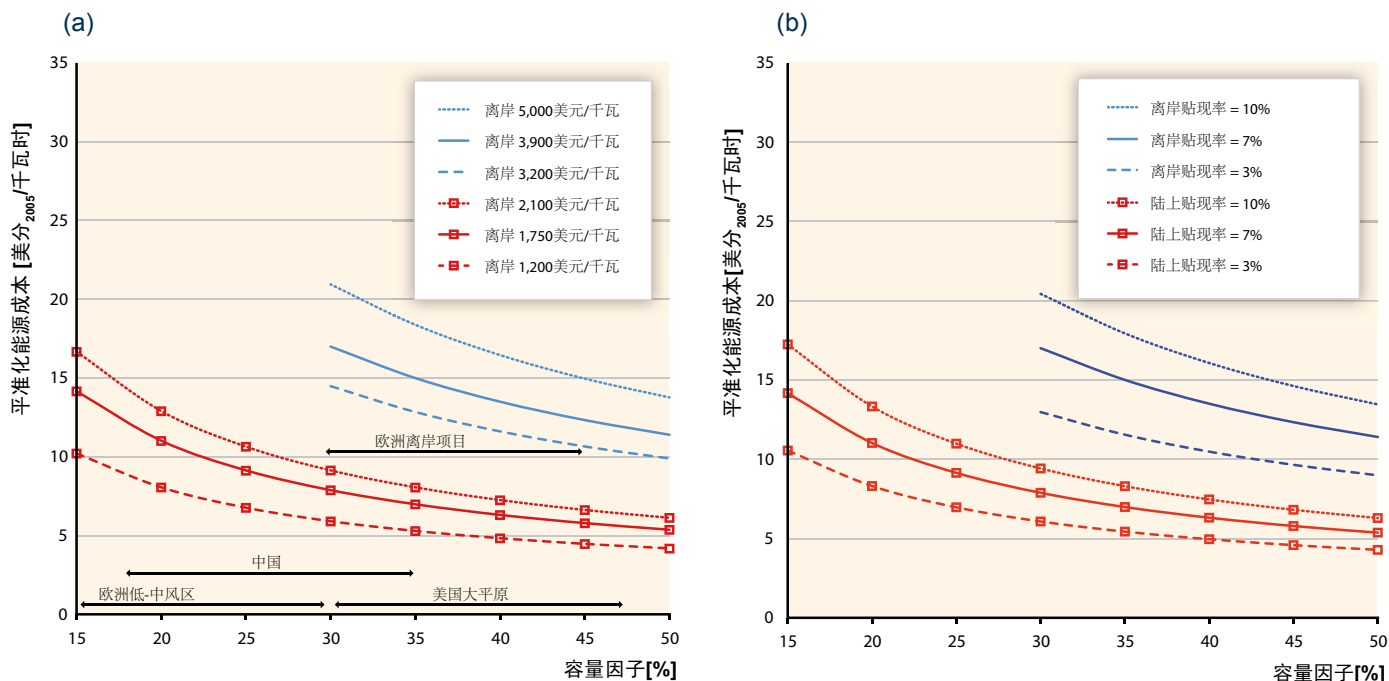 (a)
平准化能源成本 [美分2005/千瓦时]
35
30
25
20
15
10
5
0
离岸 5,000美元/千瓦
离岸 3,900美元/千瓦
离岸 3,200美元/千瓦
离岸 2,100美元/千瓦
离岸 1,750美元/千瓦
离岸 1,200美元/千瓦
欧洲离岸项目
中国
欧洲低-中风区
美国大平原
15 20 25 30 35 40 45 50
容量因子[%]
(b)
平准化能源成本[美分2005/千瓦时]
35
30
25
20
15
10
5
0
离岸贴现率 = 10%
离岸贴现率 = 7%
离岸贴现率 = 3%
陆上贴现率 = 10%
陆上贴现率 = 7%
陆上贴现率 = 3%
15 20 25 30 35 40 45 50
容量因子[%]